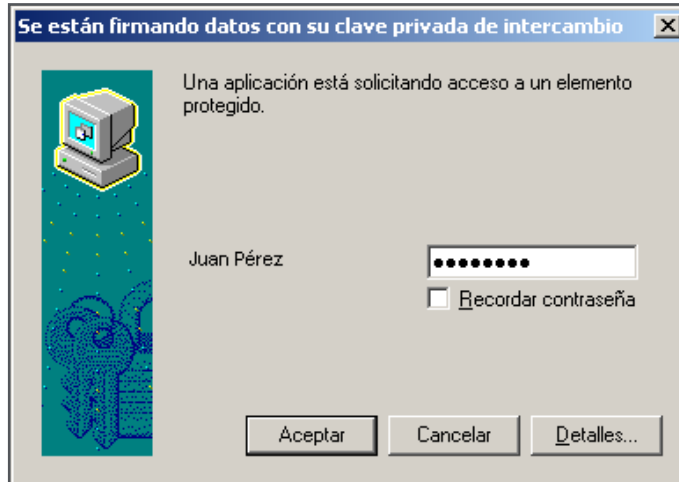 Se están firmando datos con su clave privada de intercambio
Una aplicación está solicitando acceso a un elemento
protegido.
Juan Pérez
●●●●●●●●
Recordar contraseña
Aceptar
Cancelar
Detalles...